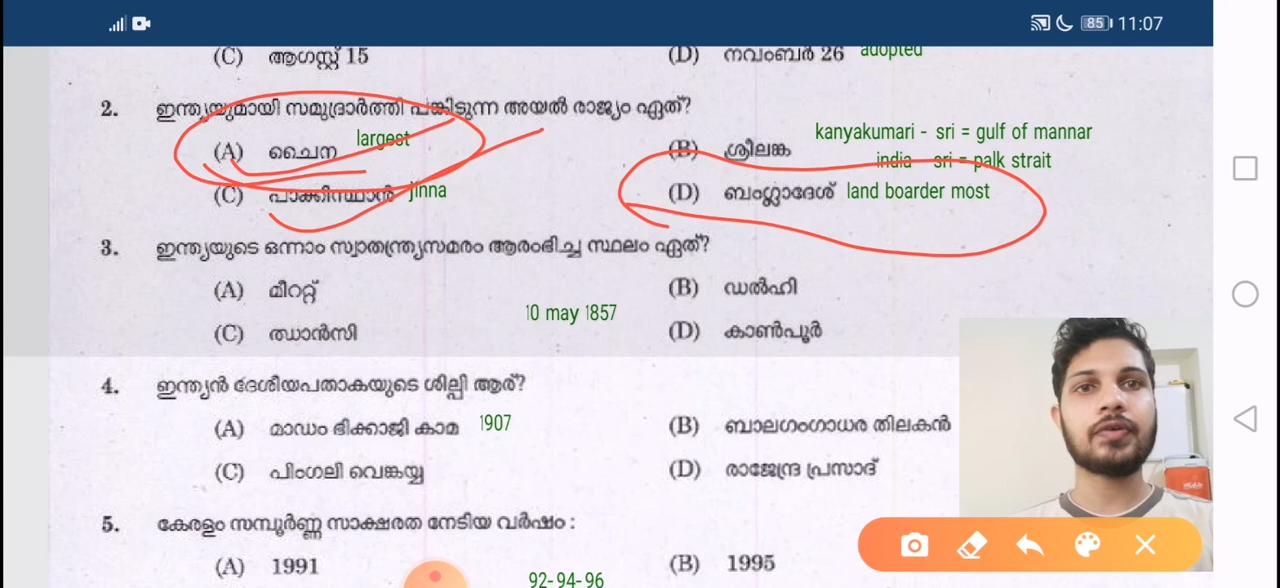 85 11:07
(C) ആഗസ്റ്റ് 15 (D) നവംബർ 26 adopted
2. ഇന്ത്യയുമായി സമുദ്രാർത്തി പങ്കിടുന്ന അയൽ രാജ്യം ഏത്?
(A) ചൈന largest (B) ശ്രീലങ്ക kanyakumari - sri = gulf of mannar
india sri = palk strait
(C) പാക്കിസ്ഥാൻ jinna (D) ബംഗ്ലാദേശ് land boarder most
3. ഇന്ത്യയുടെ ഒന്നാം സ്വാതന്ത്ര്യസമരം ആരംഭിച്ച സ്ഥലം ഏത്?
(A) മീററ്റ് (B) ഡൽഹി
10 may 1857
(C) ഝാൻസി (D) കാൺപൂർ
4. ഇന്ത്യൻ ദേശീയപതാകയുടെ ശില്പി ആര്?
(A) മാഡം ഭിക്കാജി കാമ 1907 (B) ബാലഗംഗാധര തിലകൻ
(C) പിംഗലി വെങ്കയ്യ (D) രാജേന്ദ്ര പ്രസാദ്
5. കേരളം സമ്പൂർണ്ണ സാക്ഷരത നേടിയ വർഷം :
(A) 1991 (B) 1995
92-94-96